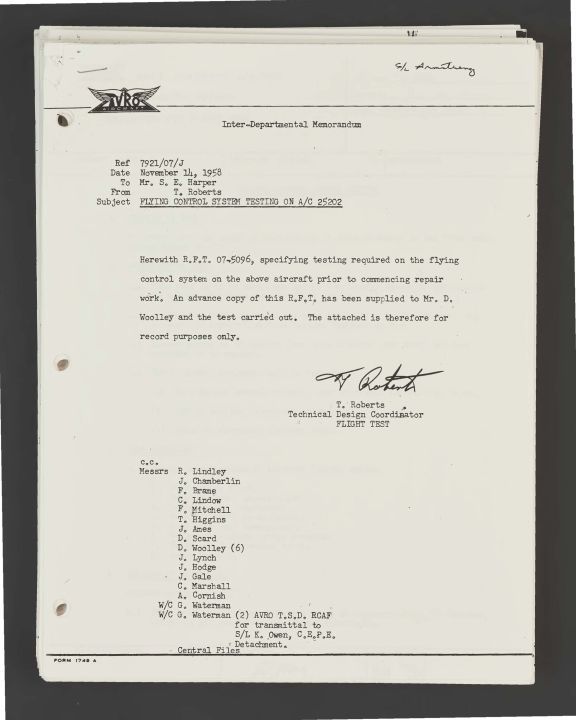 S/L Armstrong
AVRO
AIRCRAFT
Inter-Departmental Memorandum
Ref 7921/07/J
Date November 14, 1958
To Mr. S. E. Harper
From T. Roberts
Subject FLYING CONTROL SYSTEM TESTING ON A/C 25202
Herewith R.F.T. 07-5096, specifying testing required on the flying
control system on the above aircraft prior to commencing repair
work. An advance copy of this R.F.T. has been supplied to Mr. D.
Woolley and the test carried out. The attached is therefore for
record purposes only.
T Roberts
T. Roberts
Technical Design Coordinator
FLIGHT TEST
c.c.
Messrs R. Lindley
J. Chamberlin
F. Brame
C. Lindow
F. Mitchell
T. Higgins
J. Ames
D. Scard
D. Woolley (6)
J. Lynch
J. Hodge
J. Gale
C. Marshall
A. Cornish
W/C G. Waterman
W/C G. Waterman (2) AVRO T.S.D. RCAF
for transmittal to
S/L K. Owen, C.E.P.E.
Detachment.
Central Files
FORM 1749 A